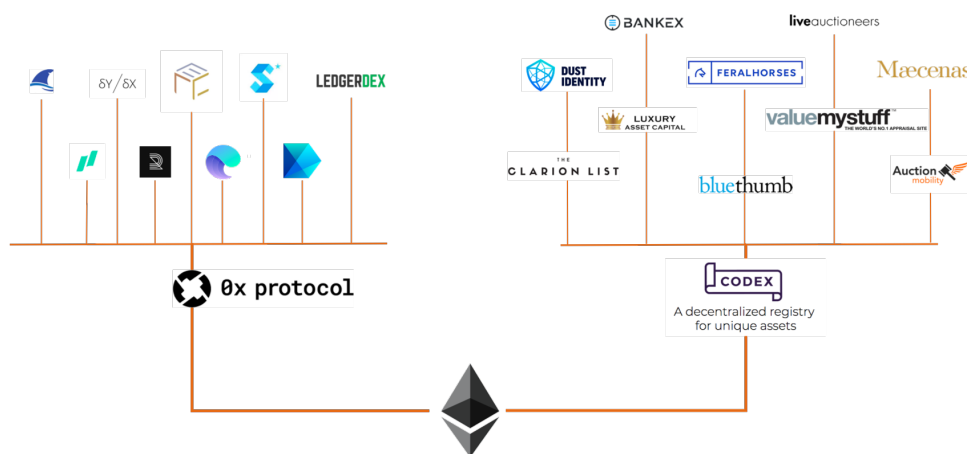 BANKEX
liveauctioneers
DUST
IDENTITY
FERALHORSES
Mæcenas
δY/δX
LEDGERDEX
LUXURY
ASSET CAPITAL
valuemystuff™
THE WORLD'S NO.1 APPRAISAL SITE
THE
CLARION LIST
bluethumb
Auction
mobility
0x protocol
CODEX
A decentralized registry
for unique assets